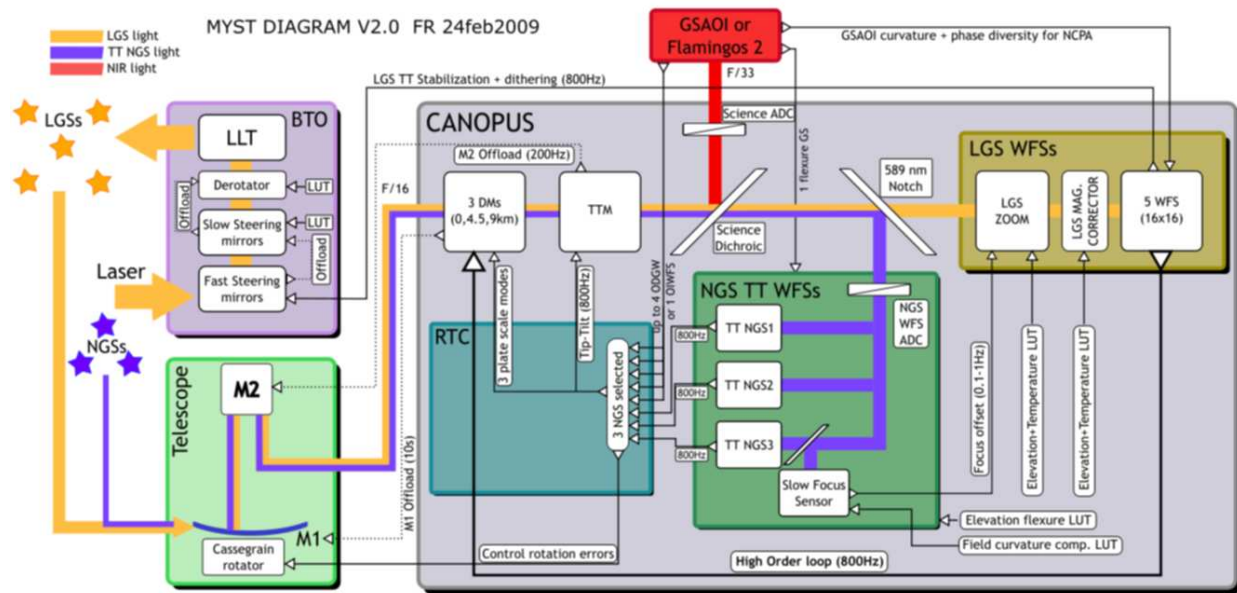 MYST DIAGRAM V2.0 FR 24feb2009
LGS light
TT NGS light
NIR light
GSAOI or
Flamingos 2
GSAOI curvature + phase diversity for NCPA
F/33
LGS TT Stabilization + dithering (800Hz)
LGSs
BTO
LLT
Derotator
LUT
Slow Steering
mirrors
LUT
Offload
Offload
Fast Steering
mirrors
Laser
NGSs
CANOPUS
F/16
M2 Offload (200Hz)
3 DMs
(0,4.5,9km)
TTM
Science ADC
Science
Dichroic
1 flexure GS
589 nm
Notch
LGS WFSs
LGS
ZOOM
LGS MAG.
CORRECTOR
5 WFS
(16x16)
Telescope
M2
M1
Cassegrain
rotator
M1 Offload (10s)
RTC
3 plate scale modes
Tip-Tilt (800Hz)
3 NGS selected
up to 4 ODGW
or 1 OIWFS
NGS TT WFSs
NGS
WFS
ADC
TT NGS1
TT NGS2
TT NGS3
800Hz
800Hz
800Hz
Slow Focus
Sensor
Focus offset (0.1-1Hz)
Elevation+Temperature LUT
Elevation+Temperature LUT
Elevation flexure LUT
Field curvature comp. LUT
Control rotation errors
High Order loop (800Hz)